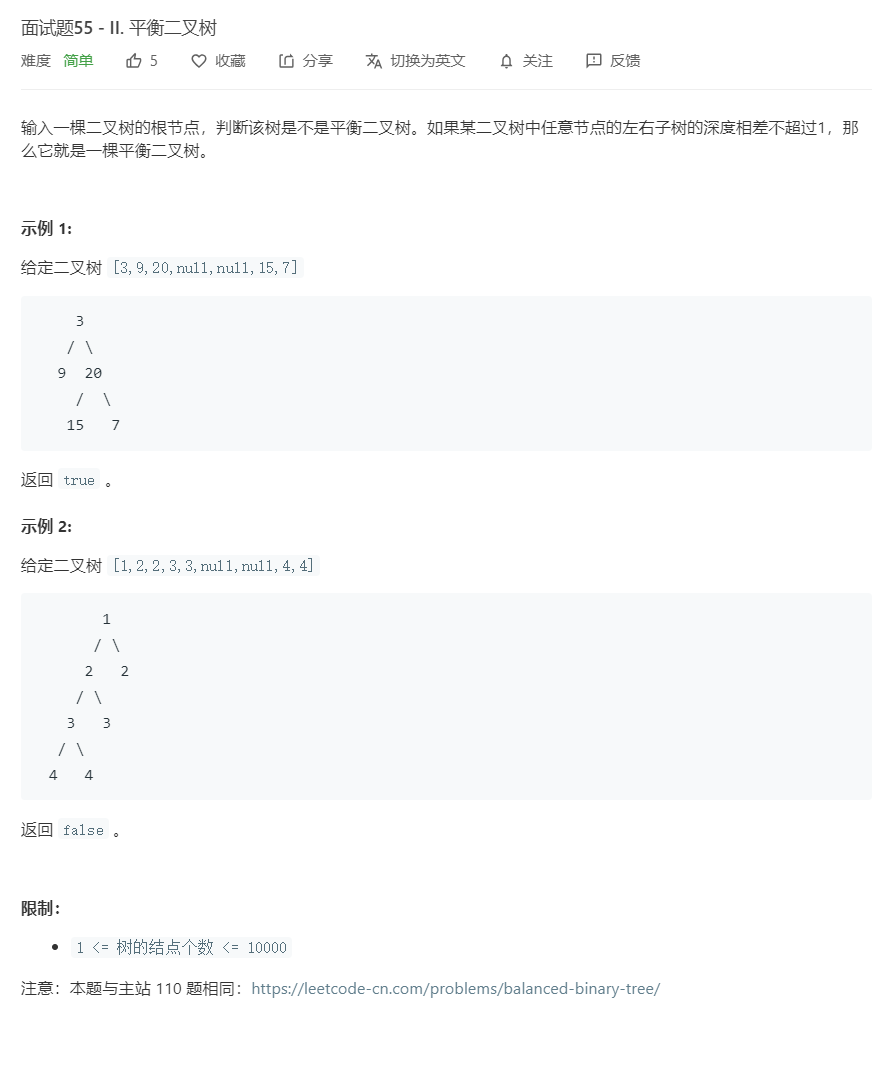 面试题55 - II. 平衡二叉树
难度 简单 5 收藏 分享 切换为英文 关注 反馈
输入一棵二叉树的根节点，判断该树是不是平衡二叉树。如果某二叉树中任意节点的左右子树的深度相差不超过1，那
么它就是一棵平衡二叉树。
示例 1:
给定二叉树 [3,9,20,null,null,15,7]
3
/ \
9 20
/ \
15 7
返回 true 。
示例 2:
给定二叉树 [1,2,2,3,3,null,null,4,4]
1
/ \
2 2
/ \
3 3
/ \
4 4
返回 false 。
限制：
• 1 <= 树的结点个数 <= 10000
注意：本题与主站 110 题相同：https://leetcode-cn.com/problems/balanced-binary-tree/